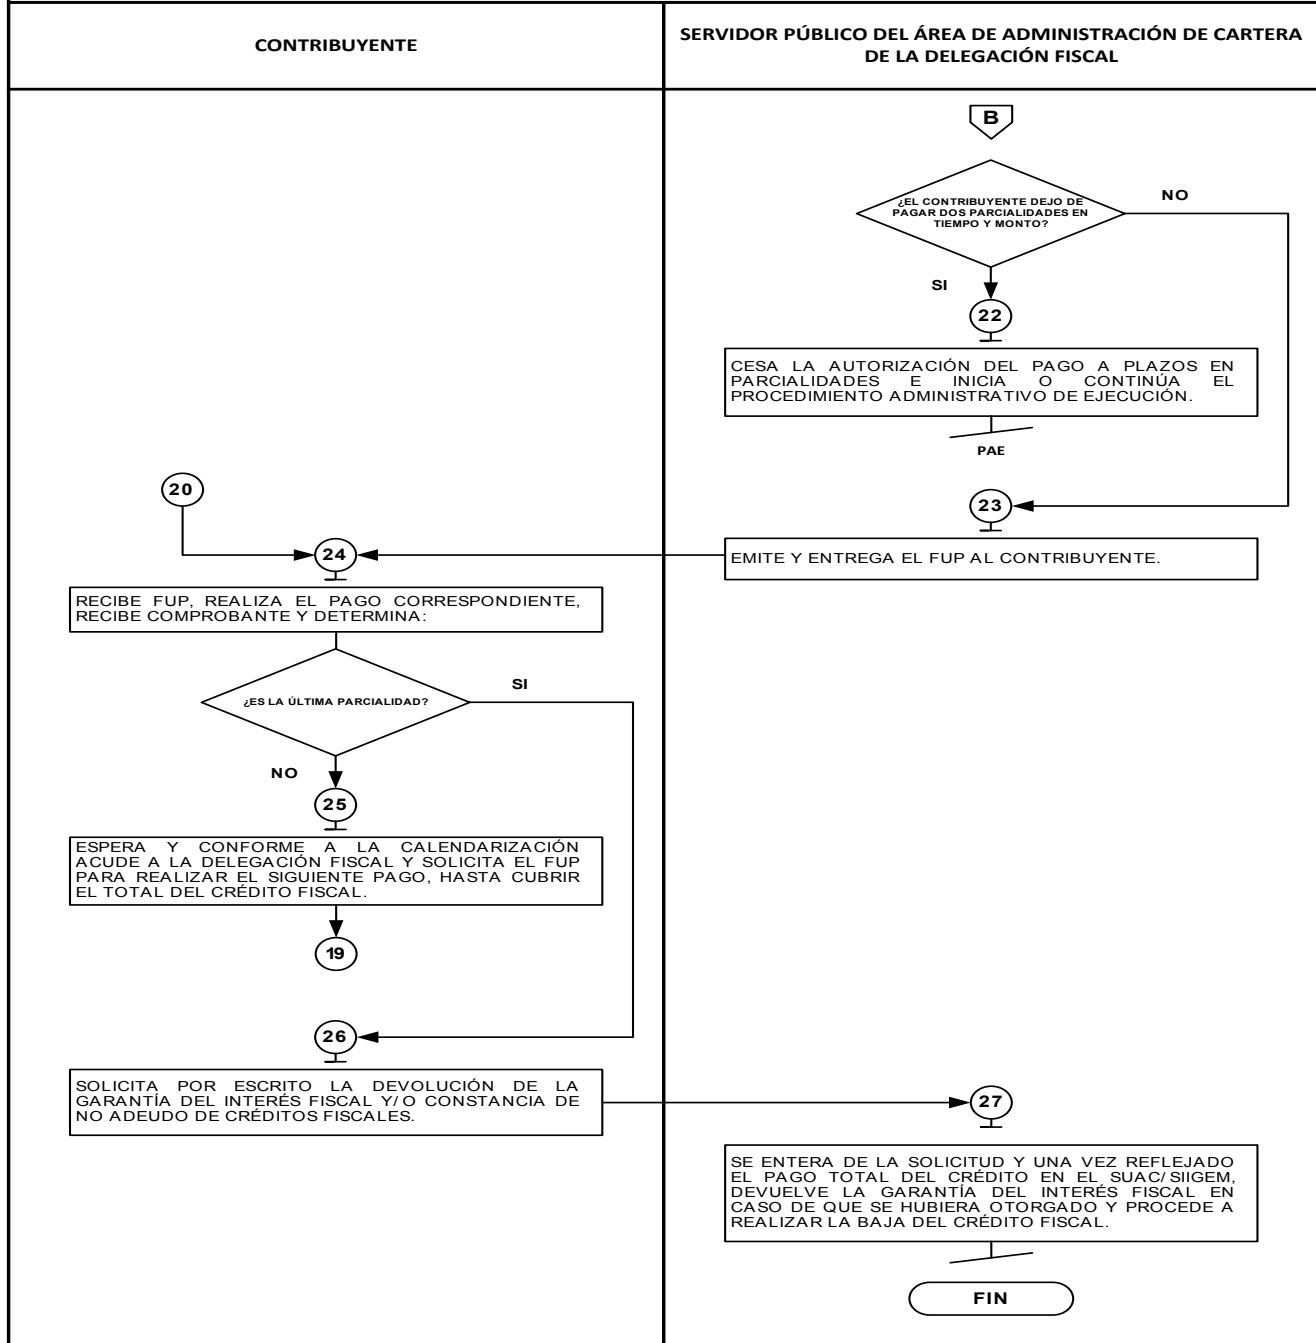 CONTRIBUYENTE
SERVIDOR PÚBLICO DEL ÁREA DE ADMINISTRACIÓN DE CARTERA
DE LA DELEGACIÓN FISCAL
B
¿EL CONTRIBUYENTE DEJO DE
PAGAR DOS PARCIALIDADES EN
TIEMPO Y MONTO?
NO
SI
22
CESA LA AUTORIZACIÓN DEL PAGO A PLAZOS EN
PARCIALIDADES E INICIA O CONTINÚA EL
PROCEDIMIENTO ADMINISTRATIVO DE EJECUCIÓN.
PAE
20
23
24
EMITE Y ENTREGA EL FUP AL CONTRIBUYENTE.
RECIBE FUP, REALIZA EL PAGO CORRESPONDIENTE,
RECIBE COMPROBANTE Y DETERMINA:
¿ES LA ÚLTIMA PARCIALIDAD?
SI
NO
25
ESPERA Y CONFORME A LA CALENDARIZACIÓN
ACUDE A LA DELEGACIÓN FISCAL Y SOLICITA EL FUP
PARA REALIZAR EL SIGUIENTE PAGO, HASTA CUBRIR
EL TOTAL DEL CRÉDITO FISCAL.
19
26
SOLICITA POR ESCRITO LA DEVOLUCIÓN DE LA
GARANTÍA DEL INTERÉS FISCAL Y/O CONSTANCIA DE
NO ADEUDO DE CRÉDITOS FISCALES.
27
SE ENTERA DE LA SOLICITUD Y UNA VEZ REFLEJADO
EL PAGO TOTAL DEL CRÉDITO EN EL SUAC/SIIGEM,
DEVUELVE LA GARANTÍA DEL INTERÉS FISCAL EN
CASO DE QUE SE HUBIERA OTORGADO Y PROCEDE A
REALIZAR LA BAJA DEL CRÉDITO FISCAL.
FIN